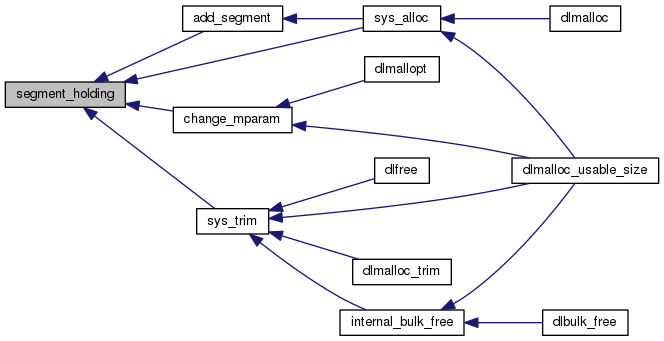 add_segment
sys_alloc
dlmalloc
segment_holding
dlmallopt
change_mparam
dlfree
dlmalloc_usable_size
sys_trim
dlmalloc_trim
internal_bulk_free
dlbulk_free